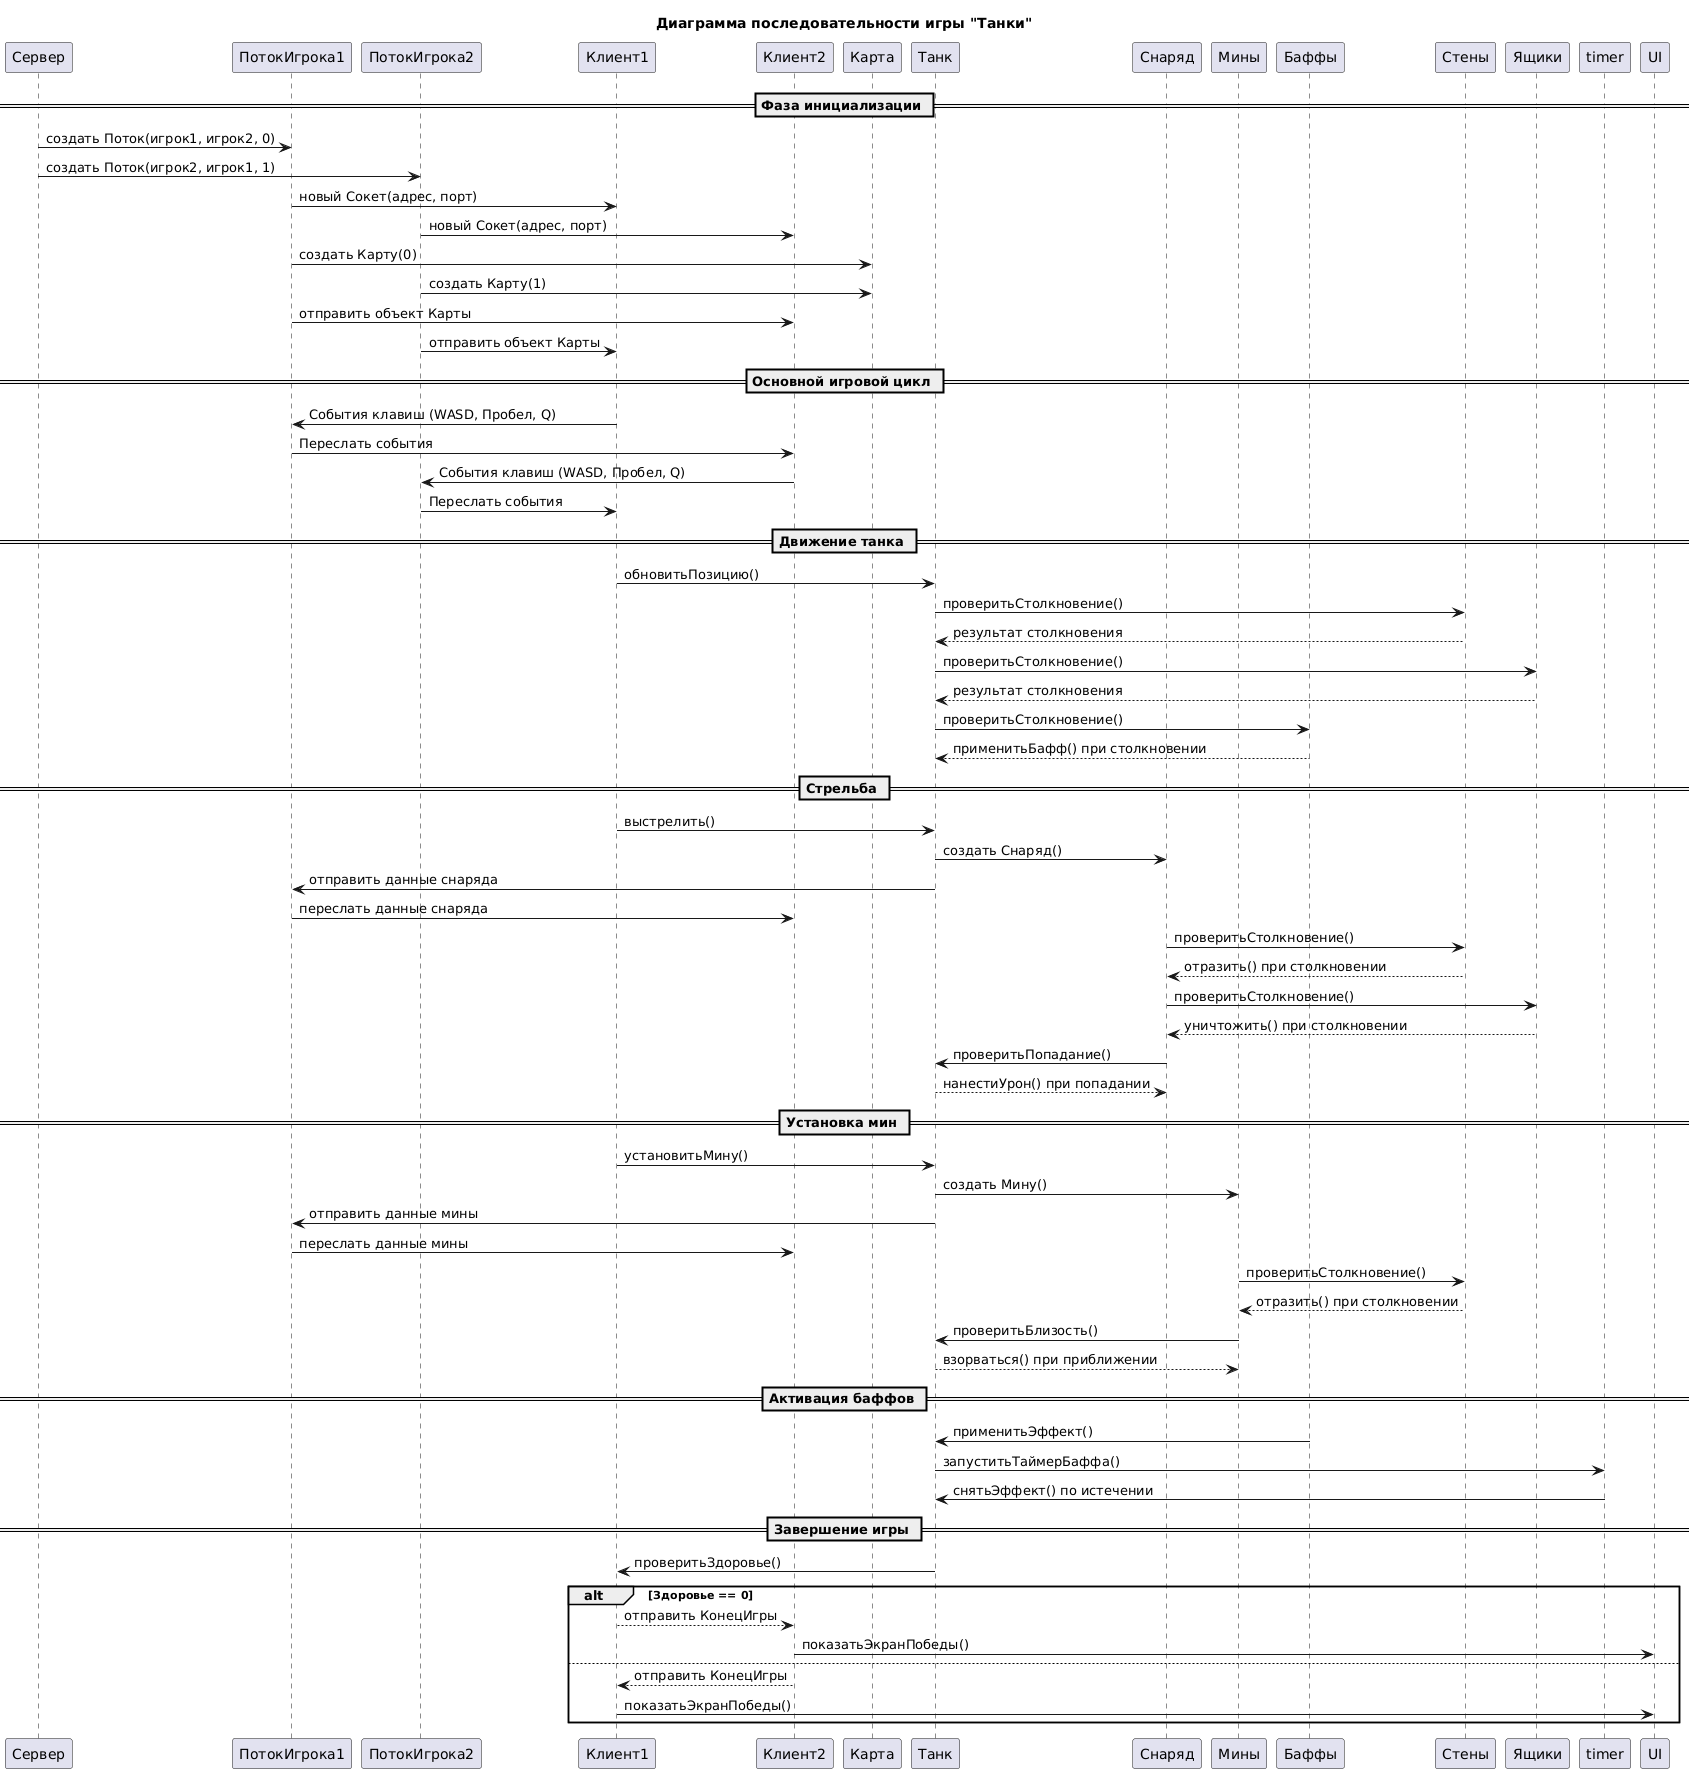 Диаграмма последовательности игры "Танки"
Сервер ПотокИгрока1 ПотокИгрока2 Клиент1 Клиент2 Карта Танк Снаряд Мины Баффы Стены Ящики timer UI
Фаза инициализации
создать Поток(игрок1, игрок2, 0)
создать Поток(игрок2, игрок1, 1)
новый Сокет(адрес, порт)
новый Сокет(адрес, порт)
создать Карту(0)
создать Карту(1)
отправить объект Карты
отправить объект Карты
Основной игровой цикл
События клавиш (WASD, Пробел, Q)
Переслать события
События клавиш (WASD, Пробел, Q)
Переслать события
Движение танка
обновитьПозицию()
проверитьСтолкновение()
результат столкновения
проверитьСтолкновение()
результат столкновения
проверитьСтолкновение()
применитьБафф() при столкновении
Стрельба
выстрелить()
создать Снаряд()
отправить данные снаряда
переслать данные снаряда
проверитьСтолкновение()
отразить() при столкновении
проверитьСтолкновение()
уничтожить() при столкновении
проверитьПопадание()
нанестиУрон() при попадании
Установка мин
установитьМину()
создать Мину()
отправить данные мины
переслать данные мины
проверитьСтолкновение()
отразить() при столкновении
проверитьБлизость()
взорваться() при приближении
Активация баффов
применитьЭффект()
запуститьТаймерБаффа()
снятьЭффект() по истечении
Завершение игры
проверитьЗдоровье()
alt [Здоровье == 0]
отправить КонецИгры
показатьЭкранПобеды()
отправить КонецИгры
показатьЭкранПобеды()
Сервер ПотокИгрока1 ПотокИгрока2 Клиент1 Клиент2 Карта Танк Снаряд Мины Баффы Стены Ящики timer UI